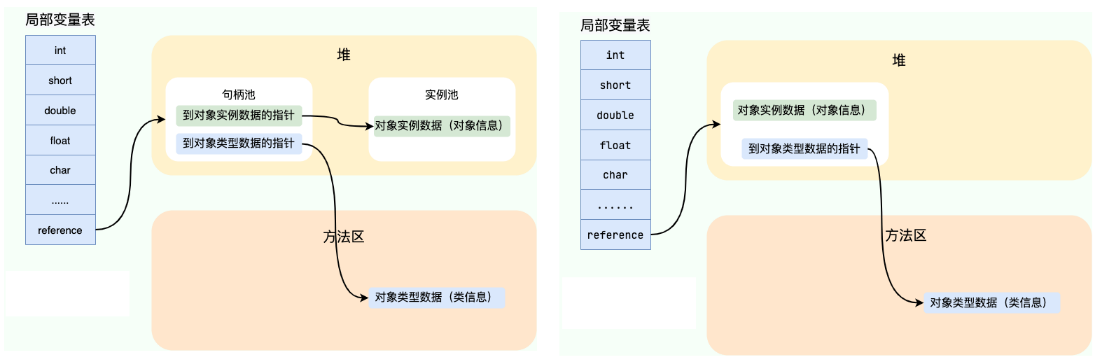 局部变量表
int
short
double
float
char
......
reference
堆
句柄池
到对象实例数据的指针
到对象类型数据的指针
实例池
对象实例数据（对象信息）
方法区
对象类型数据（类信息）
局部变量表
int
short
double
float
char
......
reference
堆
对象实例数据（对象信息）
到对象类型数据的指针
方法区
对象类型数据（类信息）